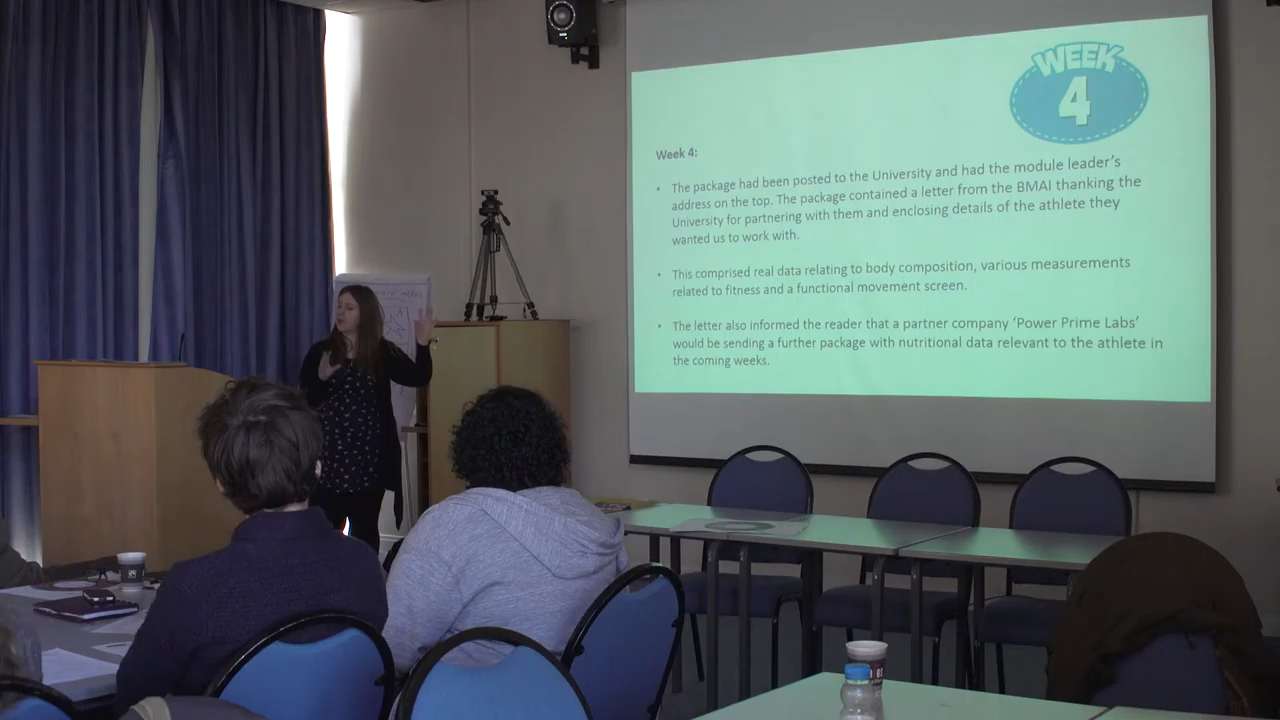 WEEK
4
Week 4:
• The package had been posted to the University and had the module leader's
address on the top. The package contained a letter from the BMAI thanking the
University for partnering with them and enclosing details of the athlete they
wanted us to work with.
• This comprised real data relating to body composition, various measurements
related to fitness and a functional movement screen.
• The letter also informed the reader that a partner company ‘Power Prime Labs’
would be sending a further package with nutritional data relevant to the athlete in
the coming weeks.